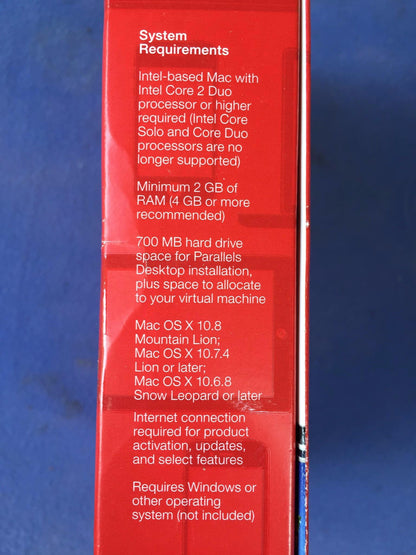 System
Requirements
Intel-based Mac with
Intel Core 2 Duo
processor or higher
required (Intel Core
Solo and Core Duo
processors are no
longer supported)
Minimum 2 GB of
RAM (4 GB or more
recommended)
700 MB hard drive
space for Parallels
Desktop installation,
plus space to allocate
to your virtual machine
Mac OS X 10.8
Mountain Lion;
Mac OS X 10.7.4
Lion or later;
Mac OS X 10.6.8
Snow Leopard or later
Internet connection
required for product
activation, updates,
and select features
Requires Windows or
other operating
system (not included)